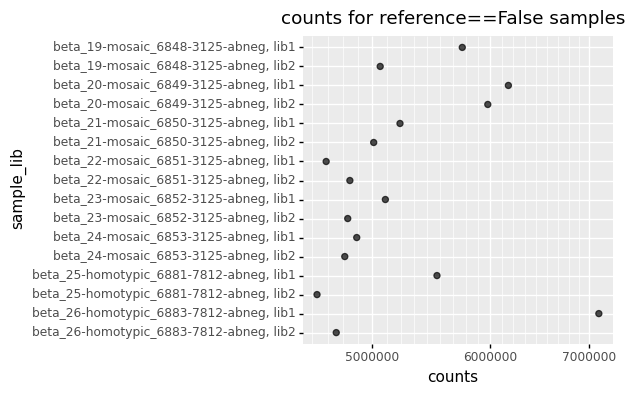 counts for reference==False samples
sample_lib
beta_19-mosaic_6848-3125-abneg, lib1
beta_19-mosaic_6848-3125-abneg, lib2
beta_20-mosaic_6849-3125-abneg, lib1
beta_20-mosaic_6849-3125-abneg, lib2
beta_21-mosaic_6850-3125-abneg, lib1
beta_21-mosaic_6850-3125-abneg, lib2
beta_22-mosaic_6851-3125-abneg, lib1
beta_22-mosaic_6851-3125-abneg, lib2
beta_23-mosaic_6852-3125-abneg, lib1
beta_23-mosaic_6852-3125-abneg, lib2
beta_24-mosaic_6853-3125-abneg, lib1
beta_24-mosaic_6853-3125-abneg, lib2
beta_25-homotypic_6881-7812-abneg, lib1
beta_25-homotypic_6881-7812-abneg, lib2
beta_26-homotypic_6883-7812-abneg, lib1
beta_26-homotypic_6883-7812-abneg, lib2
5000000 6000000 7000000
counts